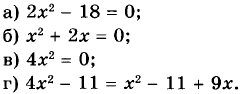 а) 2x² − 18 = 0;
б) x² + 2x = 0;
в) 4x² = 0;
г) 4x² − 11 = x² − 11 + 9x.